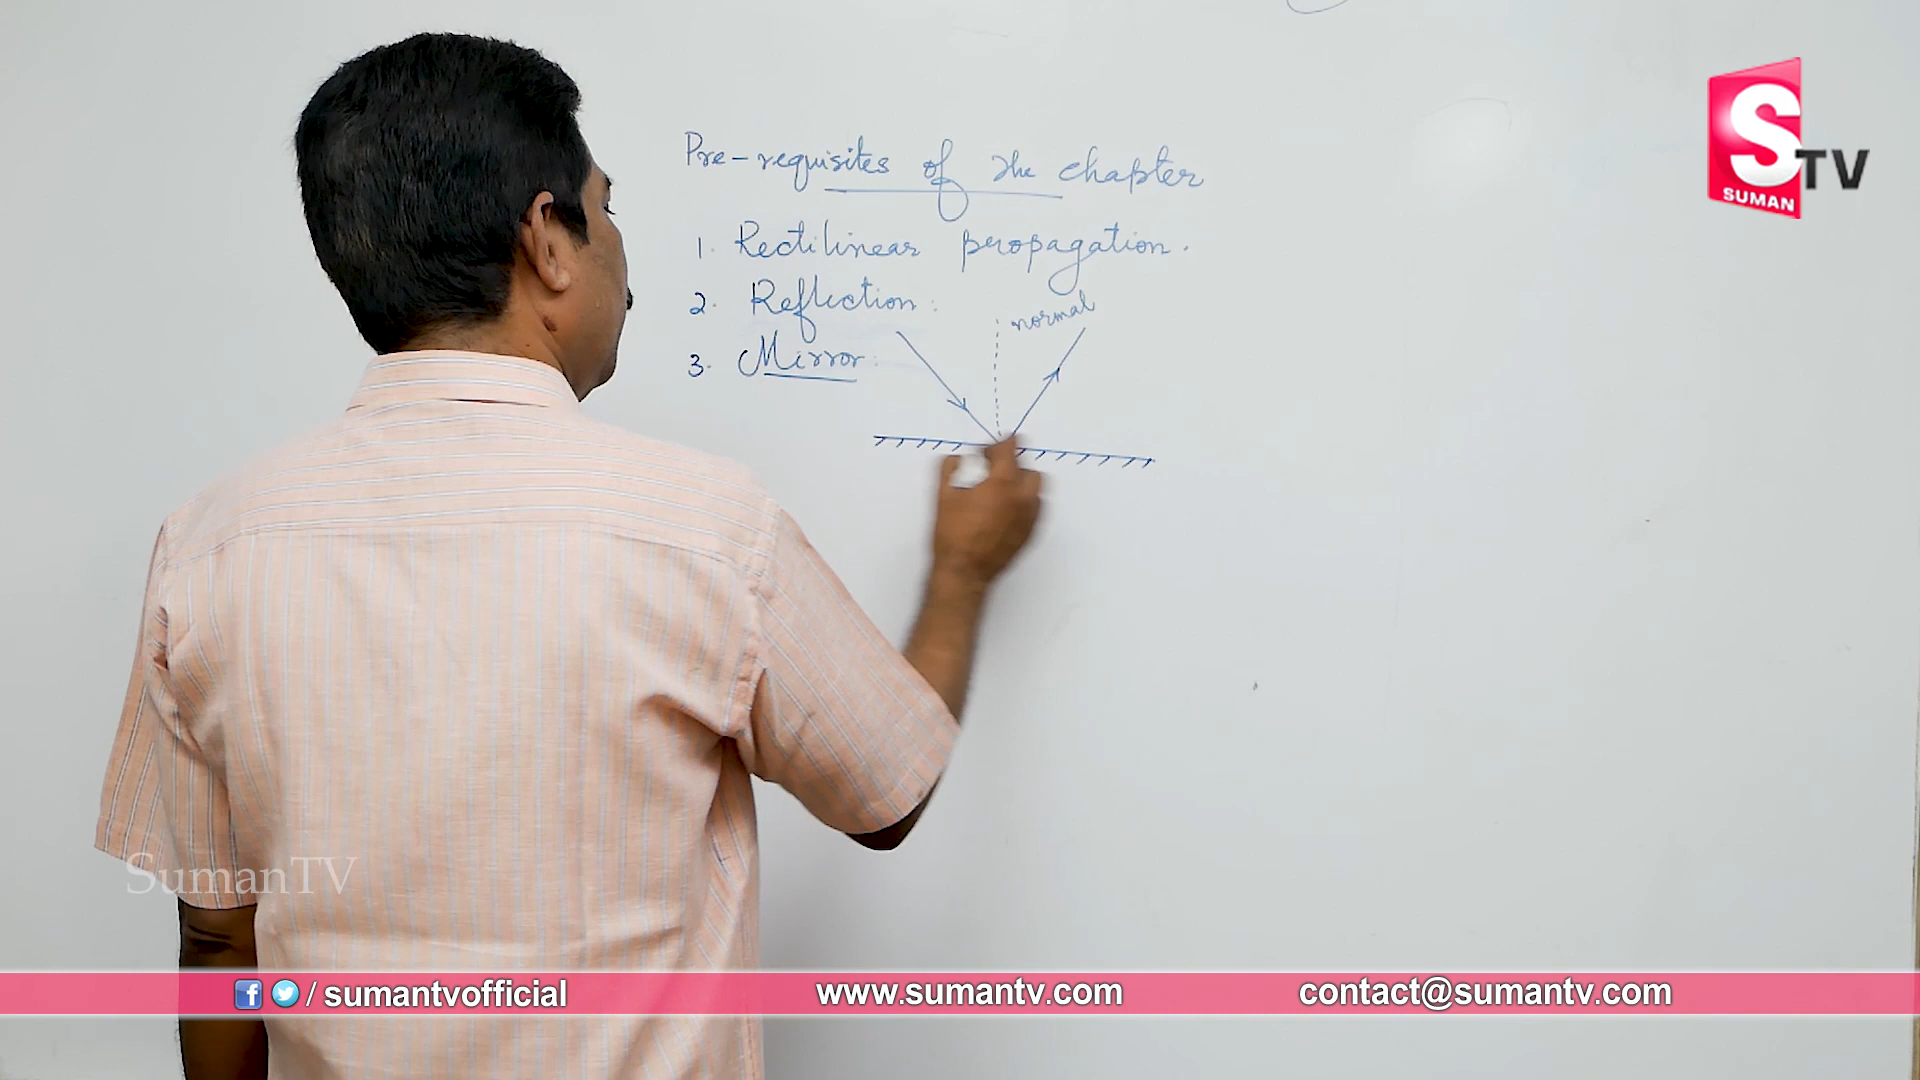 Pre-requisites of the chapter
1. Rectilinear propagation.
2. Reflection:
normal
3. Mirror:
S TV
SUMAN
SumanTV
/ sumantvofficial
www.sumantv.com
contact@sumantv.com